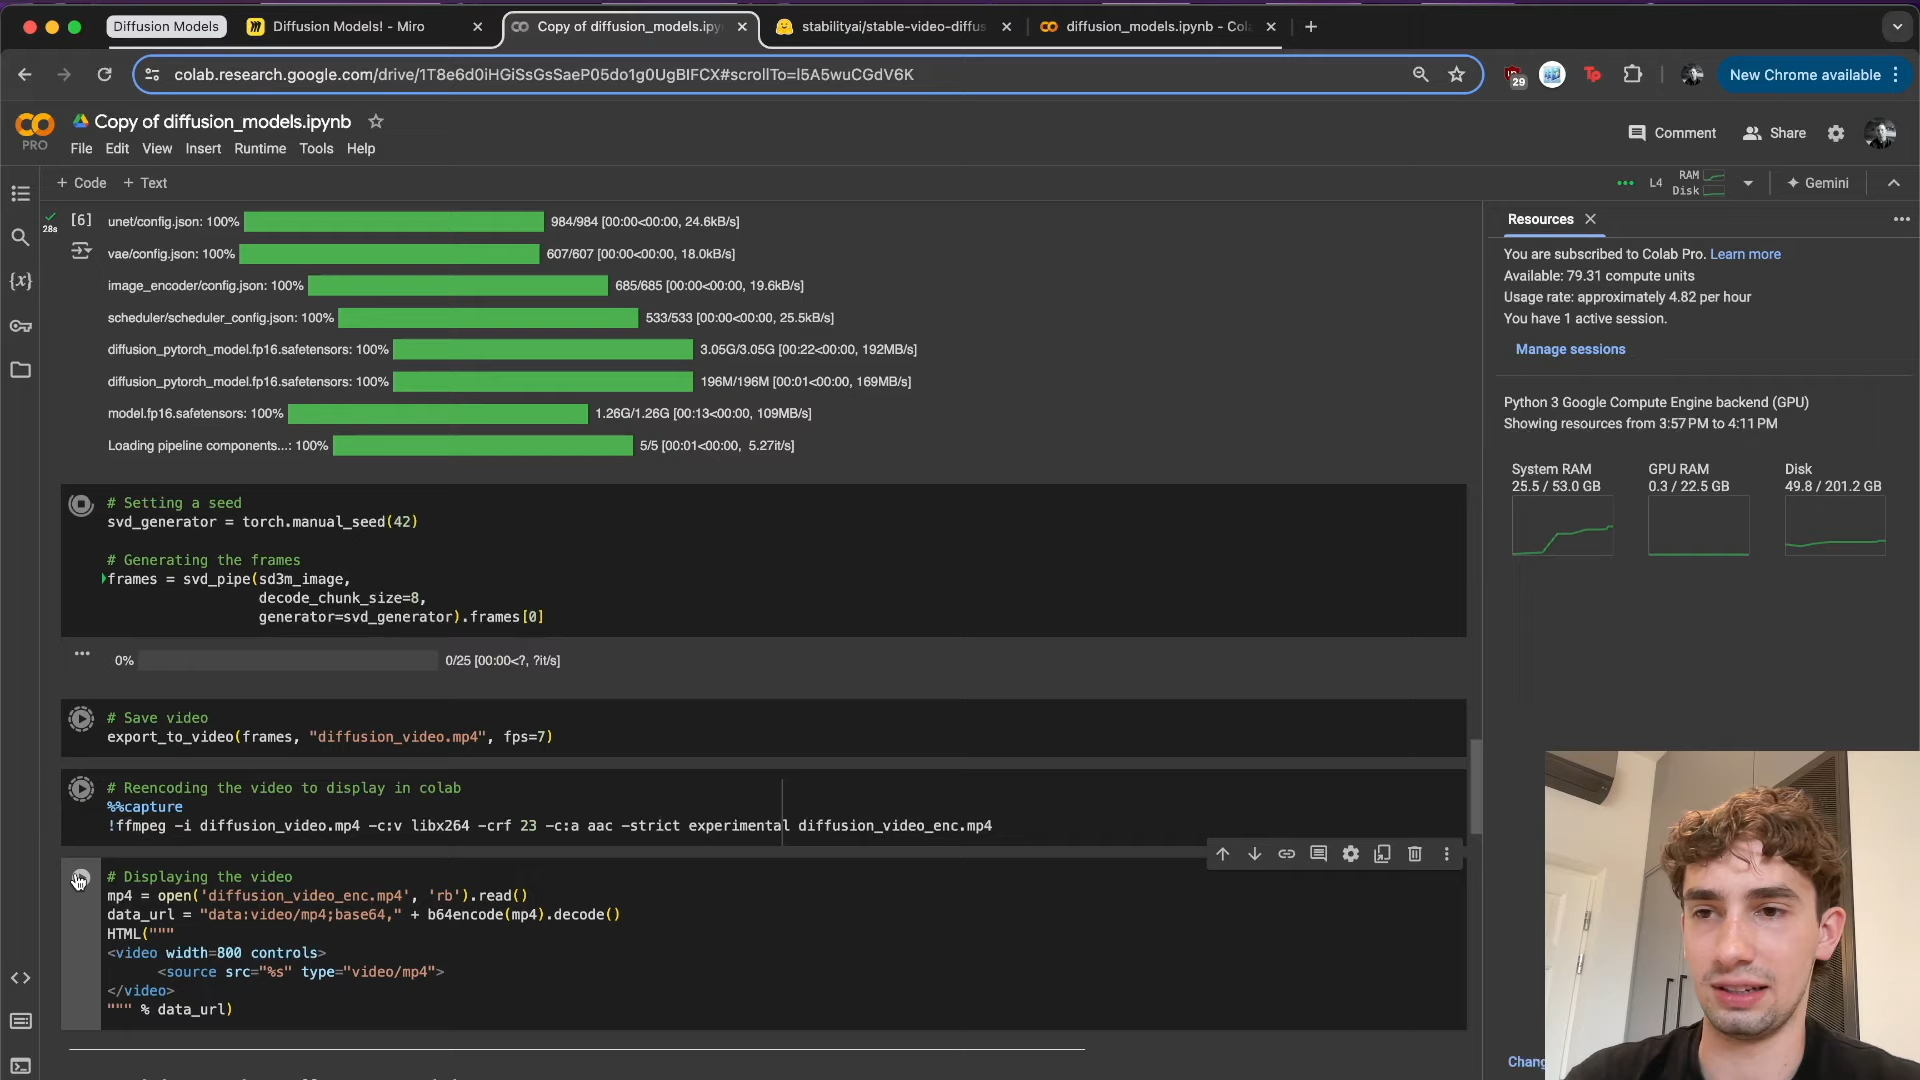 Diffusion Models
Diffusion Models! - Miro
Copy of diffusion_models.ipy
stabilityai/stable-video-diffus
diffusion_models.ipynb - Col
colab.research.google.com/drive/1T8e6d0iHGiSsGsSaeP05do1g0UgBIFCX#scrollTo=l5A5wuCGdV6K
29
Tp
New Chrome available
PRO
Copy of diffusion_models.ipynb
File Edit View Insert Runtime Tools Help
Comment
Share
+ Code + Text
L4
RAM
Disk
Gemini
28s
[6]
unet/config.json: 100% 984/984 [00:00<00:00, 24.6kB/s]
vae/config.json: 100% 607/607 [00:00<00:00, 18.0kB/s]
image_encoder/config.json: 100% 685/685 [00:00<00:00, 19.6kB/s]
scheduler/scheduler_config.json: 100% 533/533 [00:00<00:00, 25.5kB/s]
diffusion_pytorch_model.fp16.safetensors: 100% 3.05G/3.05G [00:22<00:00, 192MB/s]
diffusion_pytorch_model.fp16.safetensors: 100% 196M/196M [00:01<00:00, 169MB/s]
model.fp16.safetensors: 100% 1.26G/1.26G [00:13<00:00, 109MB/s]
Loading pipeline components...: 100% 5/5 [00:01<00:00, 5.27it/s]
# Setting a seed
svd_generator = torch.manual_seed(42)
# Generating the frames
frames = svd_pipe(sd3m_image,
decode_chunk_size=8,
generator=svd_generator).frames[0]
0% 0/25 [00:00<?, ?it/s]
# Save video
export_to_video(frames, "diffusion_video.mp4", fps=7)
# Reencoding the video to display in colab
%%capture
!ffmpeg -i diffusion_video.mp4 -c:v libx264 -crf 23 -c:a aac -strict experimental diffusion_video_enc.mp4
# Displaying the video
mp4 = open('diffusion_video_enc.mp4', 'rb').read()
data_url = "data:video/mp4;base64," + b64encode(mp4).decode()
HTML("""
<video width=800 controls>
<source src="%s" type="video/mp4">
</video>
""" % data_url)
Resources
You are subscribed to Colab Pro. Learn more
Available: 79.31 compute units
Usage rate: approximately 4.82 per hour
You have 1 active session.
Manage sessions
Python 3 Google Compute Engine backend (GPU)
Showing resources from 3:57 PM to 4:11 PM
System RAM
25.5 / 53.0 GB
GPU RAM
0.3 / 22.5 GB
Disk
49.8 / 201.2 GB
Chang